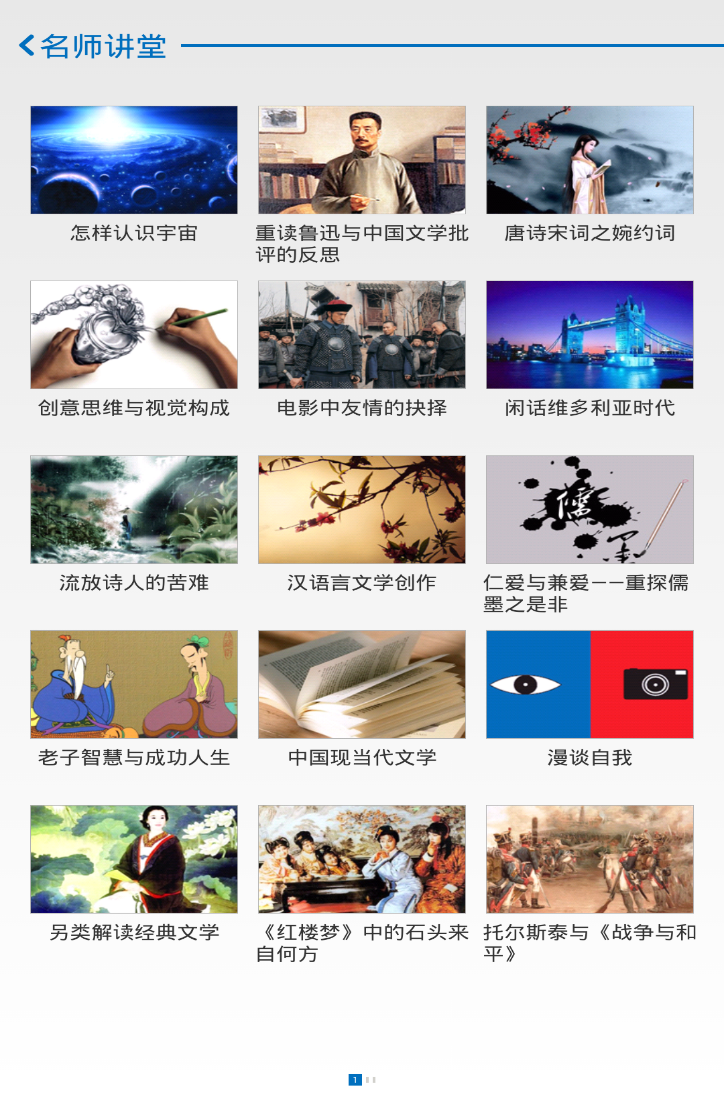 名师讲堂
怎样认识宇宙
重读鲁迅与中国文学批
评的反思
唐诗宋词之婉约词
创意思维与视觉构成
电影中友情的抉择
闲话维多利亚时代
流放诗人的苦难
汉语言文学创作
儒
墨
仁爱与兼爱——重探儒
墨之是非
老子智慧与成功人生
中国现当代文学
漫谈自我
另类解读经典文学
《红楼梦》中的石头来
自何方
托尔斯泰与《战争与和
平》
1